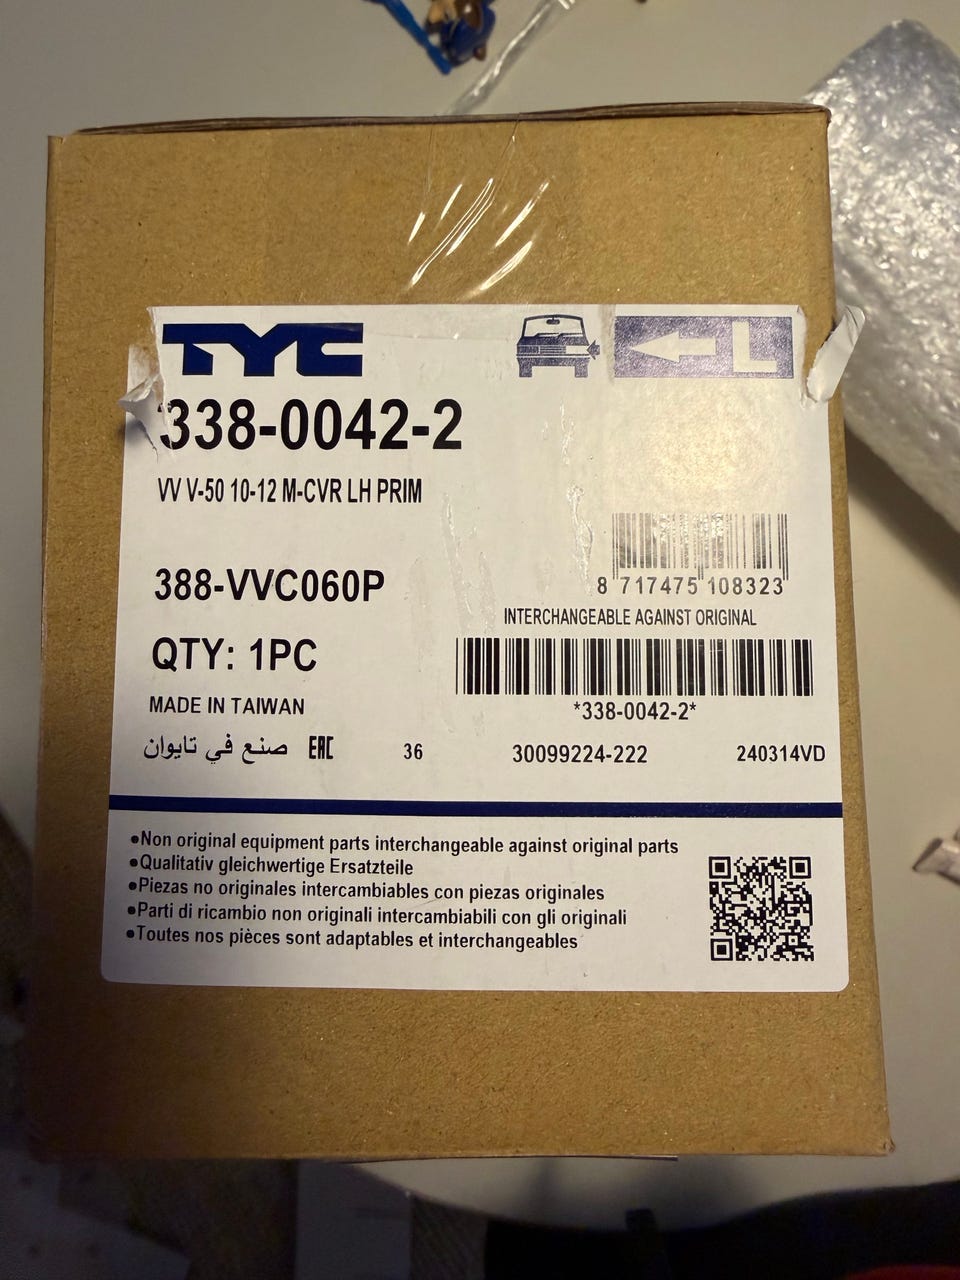 TYC
L
338-0042-2
VV V-50 10-12 M-CVR LH PRIM
388-VVC060P
8 717475 108323
INTERCHANGEABLE AGAINST ORIGINAL
QTY: 1PC
*338-0042-2*
MADE IN TAIWAN
صنع في تايوان EAC 36 30099224-222 240314VD
•Non original equipment parts interchangeable against original parts
•Qualitativ gleichwertige Ersatzteile
•Piezas no originales intercambiables con piezas originales
•Parti di ricambio non originali intercambiabili con gli originali
•Toutes nos pièces sont adaptables et interchangeables